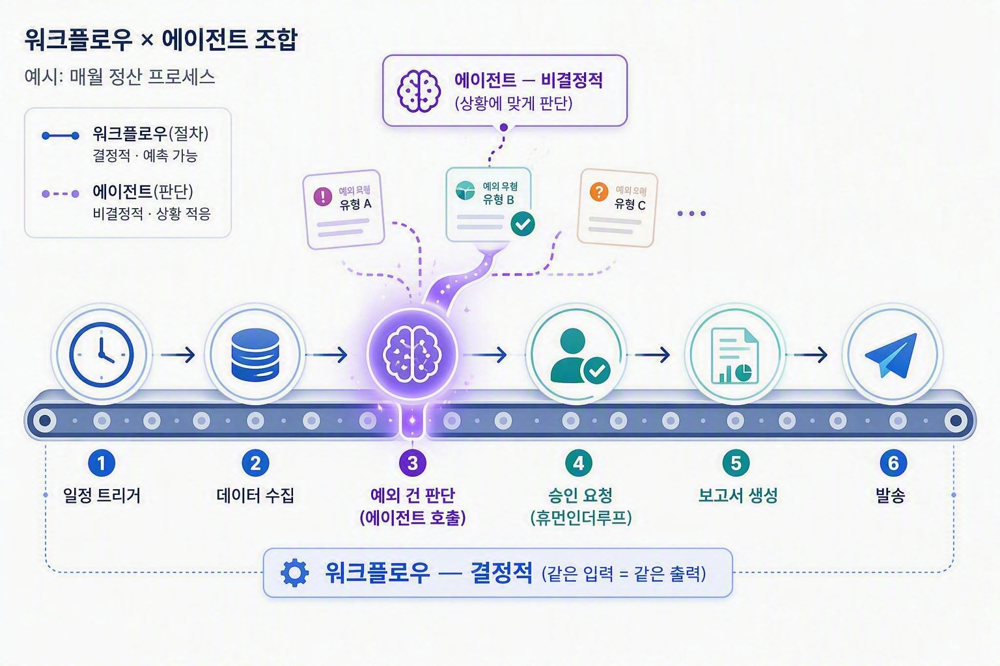 워크플로우 × 에이전트 조합
예시: 매월 정산 프로세스
워크플로우(절차)
결정적 · 예측 가능
에이전트(판단)
비결정적 · 상황 적응
에이전트 — 비결정적
(상황에 맞게 판단)
예외
유형 A
예외 유형
유형 B
예외
유형 C
1
2
3
4
5
6
일정 트리거
데이터 수집
예외 건 판단
(에이전트 호출)
승인 요청
(휴먼인더루프)
보고서 생성
발송
워크플로우 — 결정적 (같은 입력 = 같은 출력)